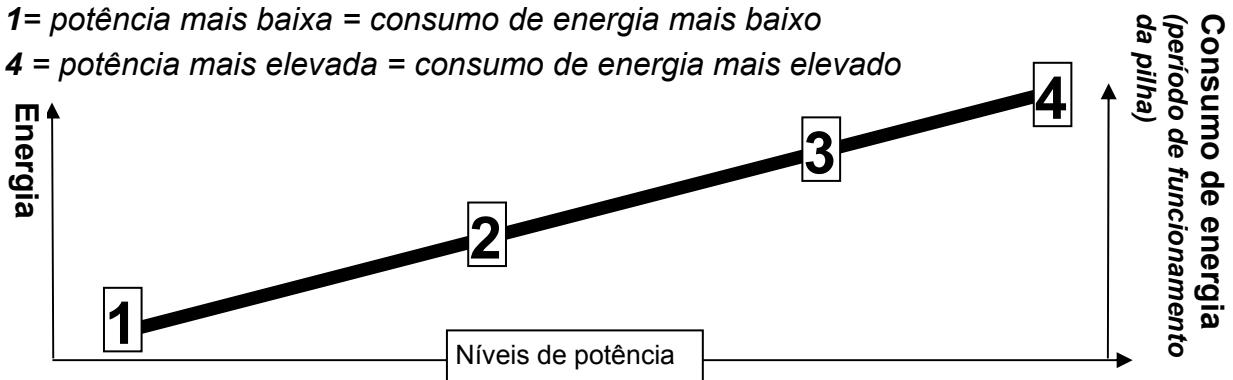 1= potência mais baixa = consumo de energia mais baixo
4 = potência mais elevada = consumo de energia mais elevado
Energia
1
2
3
4
Níveis de potência
Consumo de energia
(período de funcionamento
da pilha)